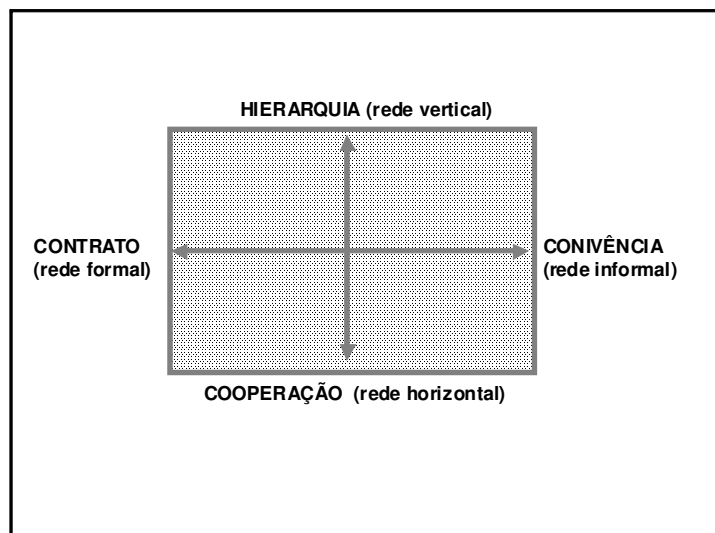 HIERARQUIA (rede vertical)
CONTRATO
(rede formal)
CONIVÊNCIA
(rede informal)
COOPERAÇÃO (rede horizontal)